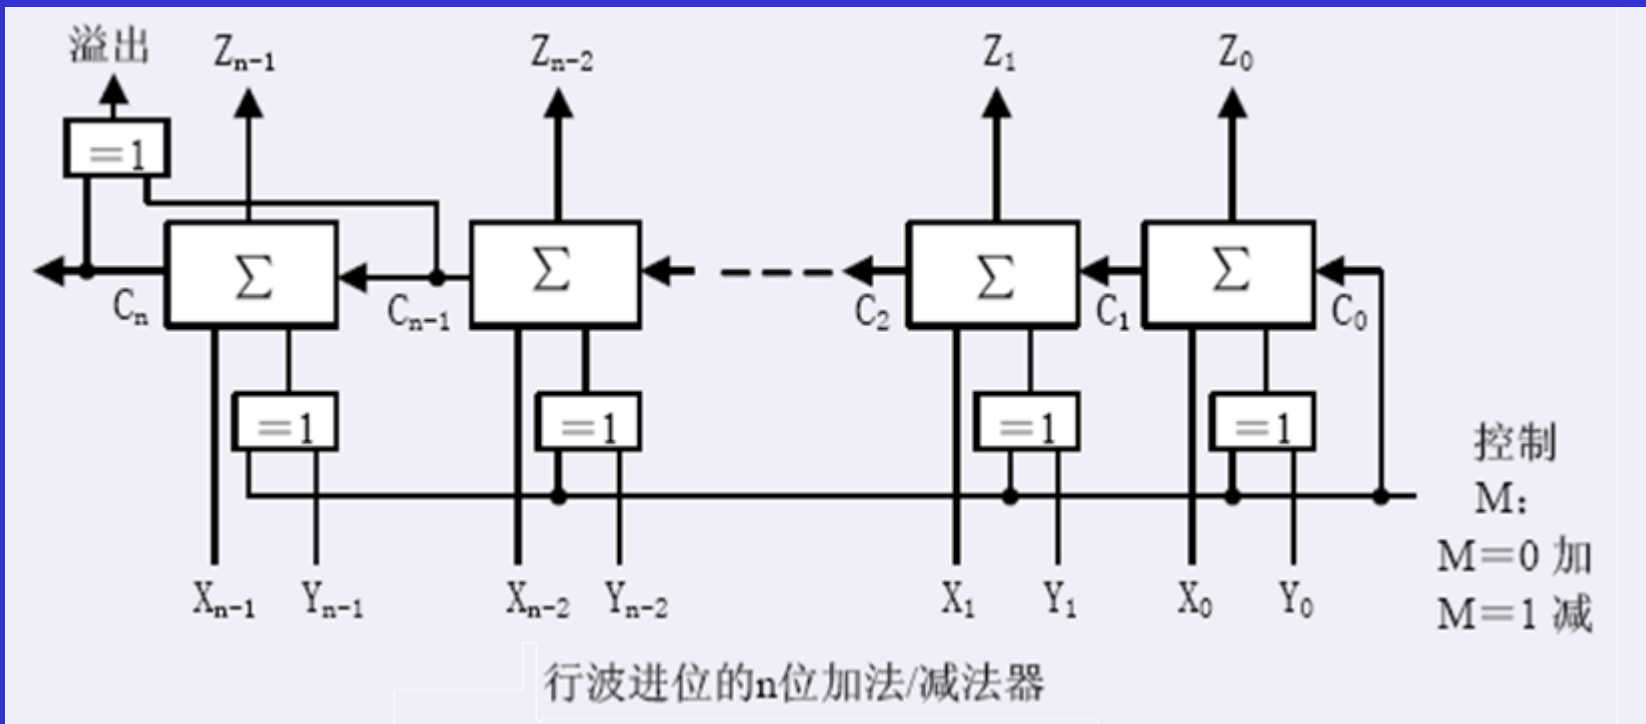 溢出 Zn-1 Zn-2 Z1 Z0
=1
Σ Σ Σ Σ
Cn Cn-1 C2 C1 C0
=1 =1 =1 =1
控制
M:
M=0 加
M=1 减
Xn-1 Yn-1 Xn-2 Yn-2 X1 Y1 X0 Y0
行波进位的n位加法/减法器